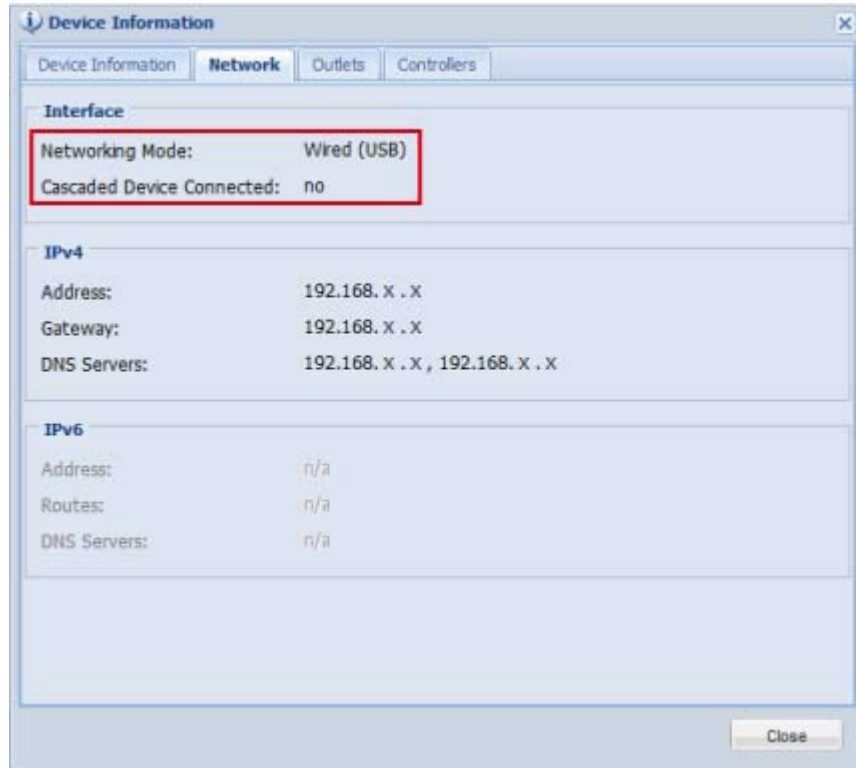 Device Information
Device Information Network Outlets Controllers
Interface
Networking Mode: Wired (USB)
Cascaded Device Connected: no
IPv4
Address: 192.168. x . x
Gateway: 192.168. x . x
DNS Servers: 192.168. x . x , 192.168. x . x
IPv6
Address: n/a
Routes: n/a
DNS Servers: n/a
Close